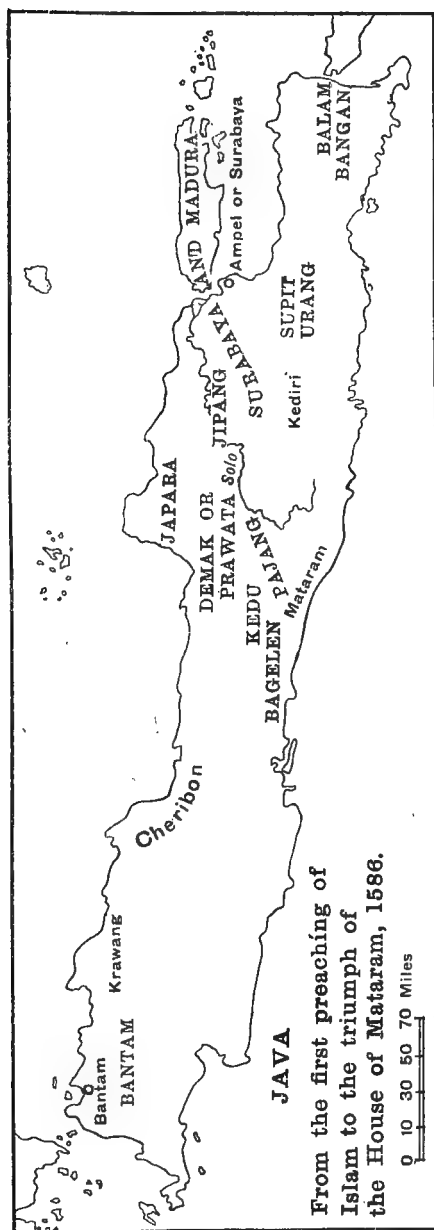 JAVA
From the first preaching of
Islam to the triumph of
the House of Mataram, 1586.
0 10 30 50 70 Miles
Bantam
BANTAM
Krawang
Cheribon
JAPARA
DEMAK OR
PRAWATA
Solo
KEDU
BAGELEN
PAJANG
Mataram
JIPANG
SURABAYA
AND MADURA
Ampel or Surabaya
Kediri
SUPIT
URANG
BALAM
BANGAN